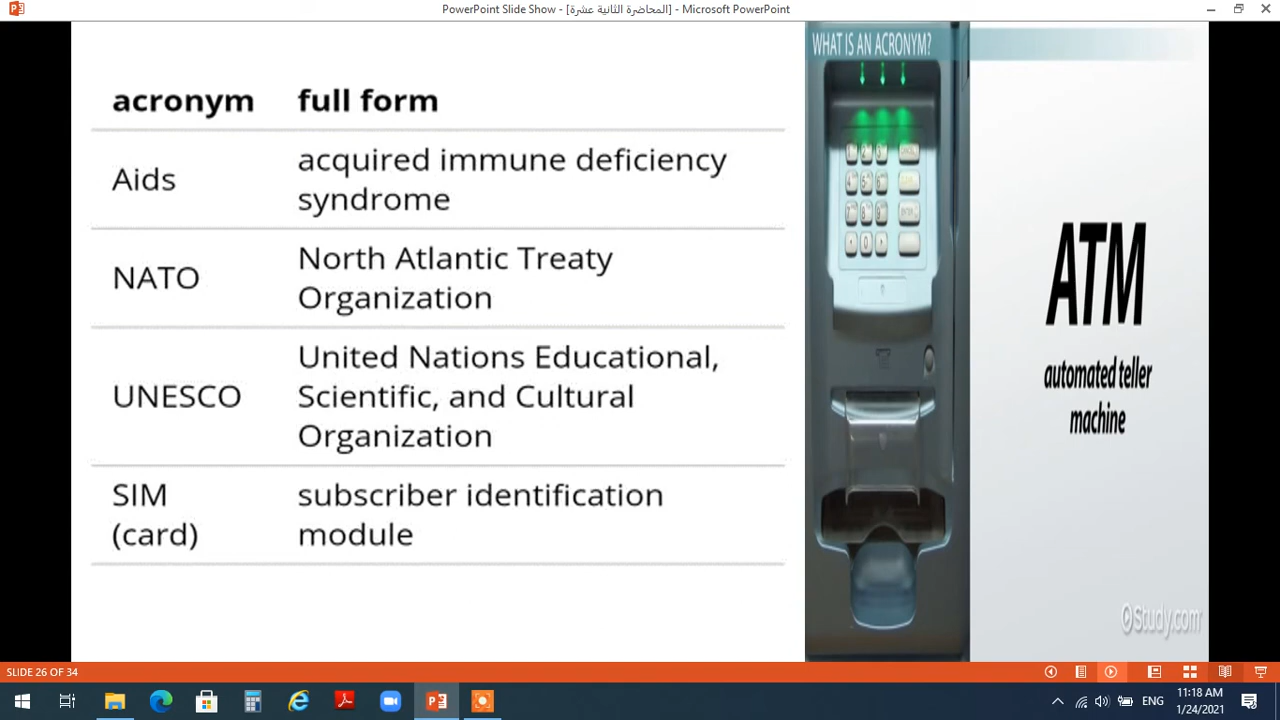 PowerPoint Slide Show - [المحاضرة الثانية عشرة] - Microsoft PowerPoint
acronym full form
Aids acquired immune deficiency
syndrome
NATO North Atlantic Treaty
Organization
UNESCO United Nations Educational,
Scientific, and Cultural
Organization
SIM subscriber identification
(card) module
WHAT IS AN ACRONYM?
ATM
automated teller
machine
Study.com
SLIDE 26 OF 34
ENG
11:18 AM
1/24/2021